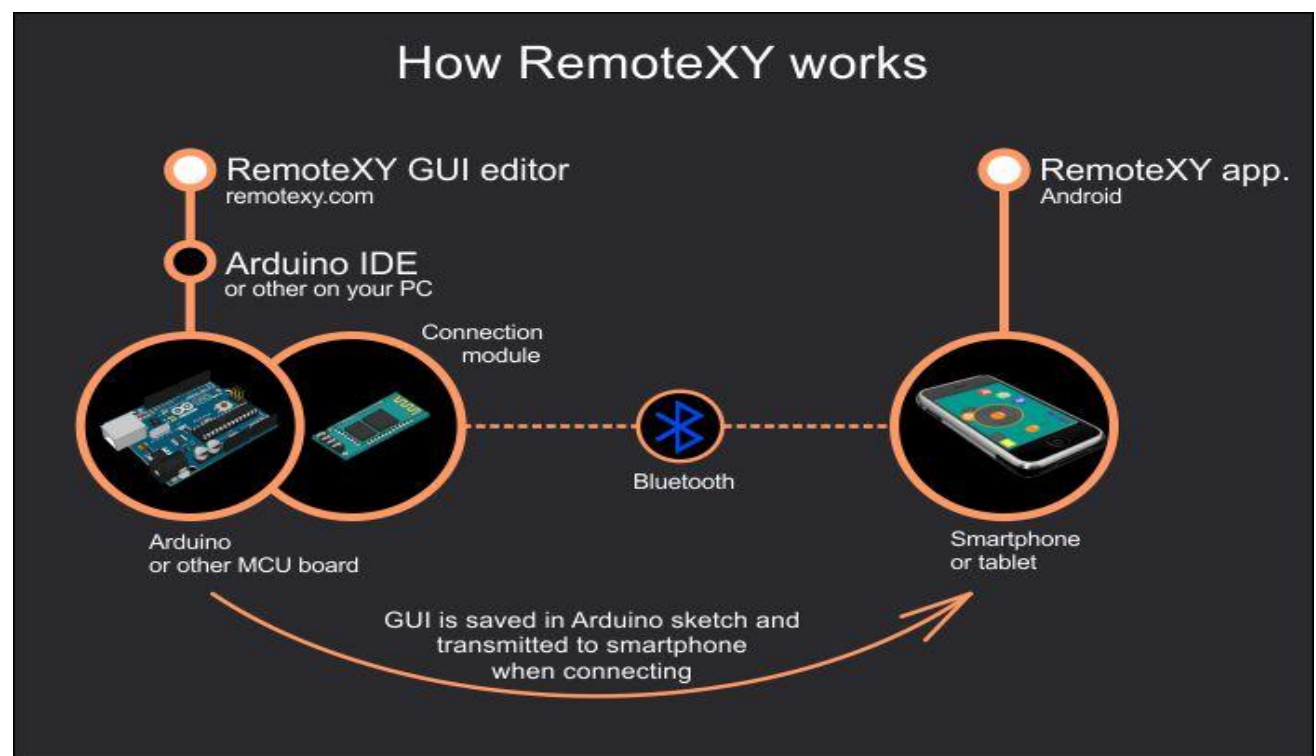 How RemoteXY works
RemoteXY GUI editor
remotexy.com
Arduino IDE
or other on your PC
Connection
module
RemoteXY app.
Android
Bluetooth
Arduino
or other MCU board
Smartphone
or tablet
GUI is saved in Arduino sketch and
transmitted to smartphone
when connecting